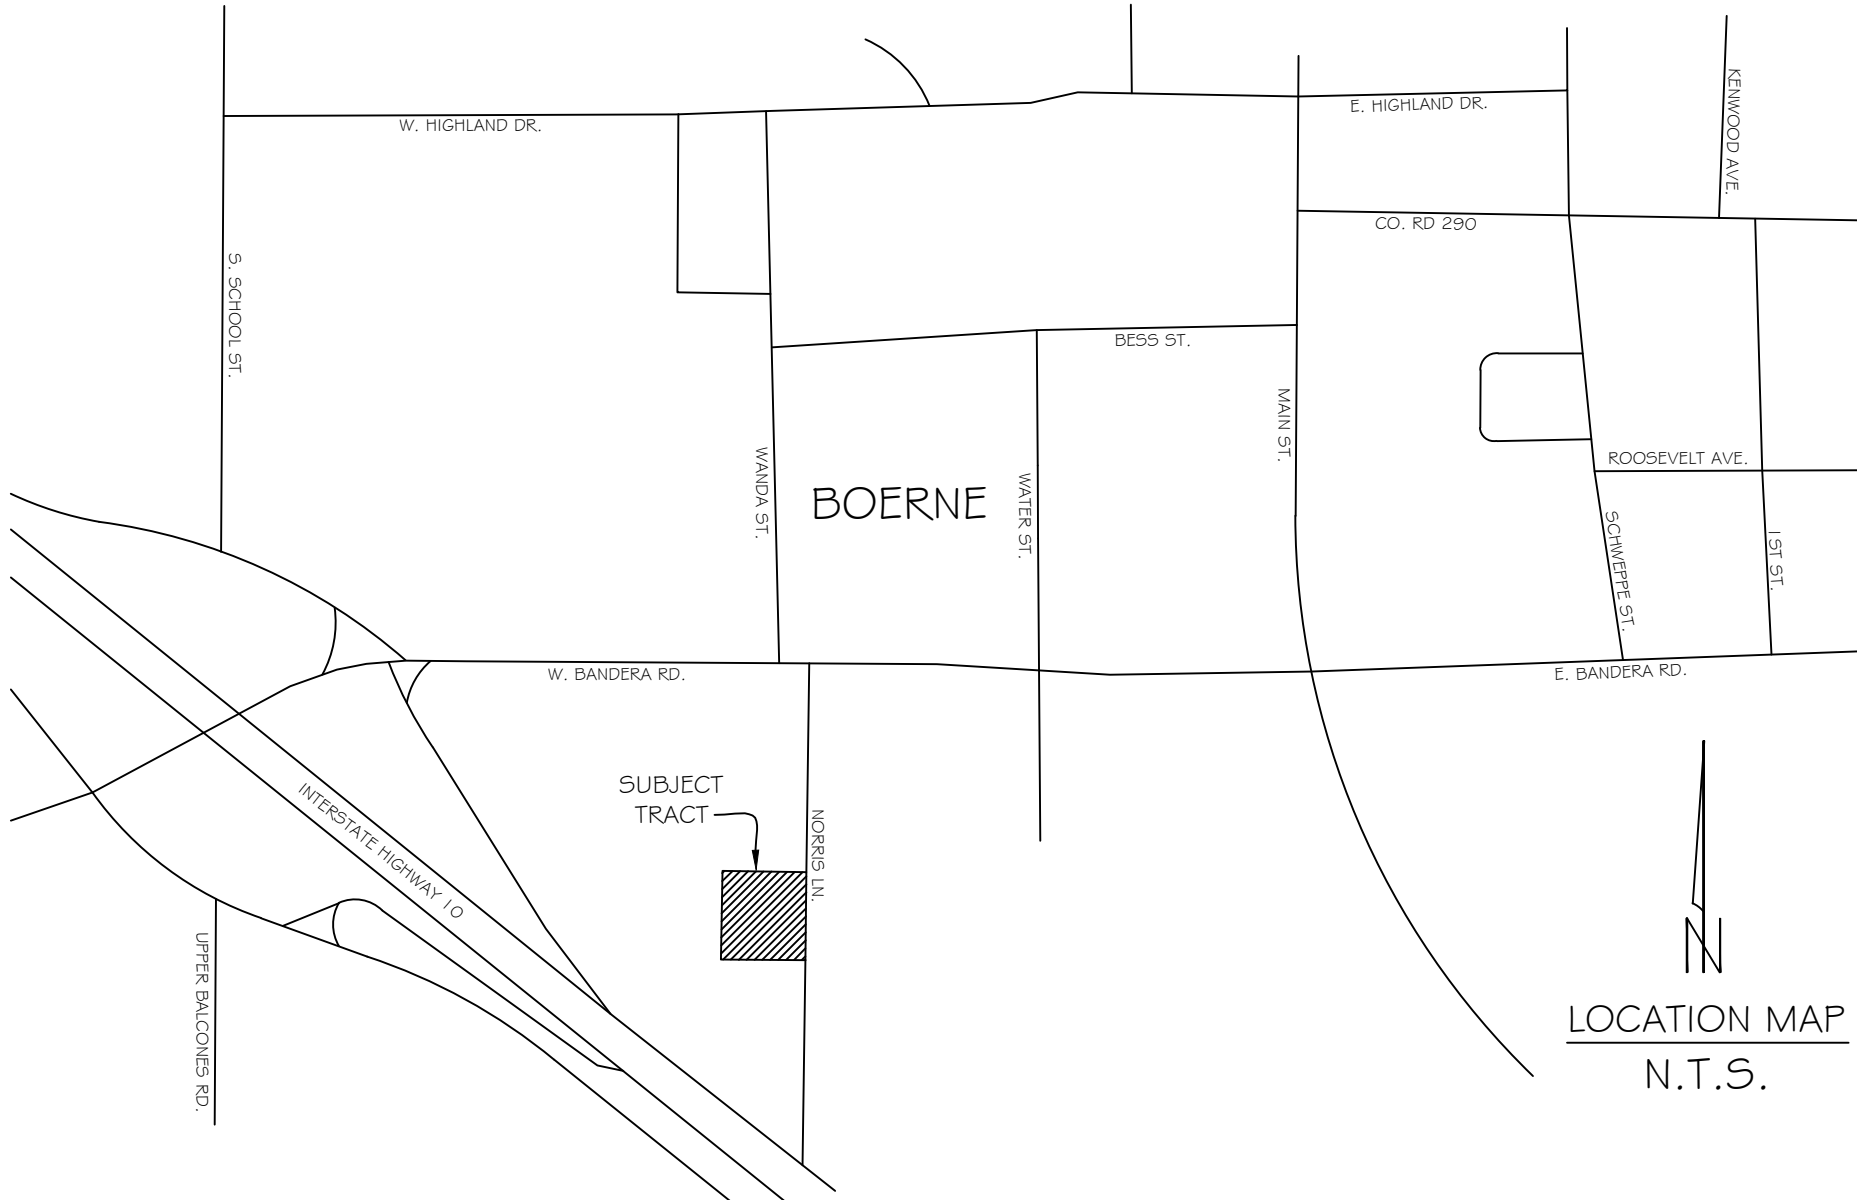 W. HIGHLAND DR.
E. HIGHLAND DR.
KENWOOD AVE.
CO. RD 290
S. SCHOOL ST.
BESS ST.
MAIN ST.
WANDA ST.
BOERNE
WATER ST.
ROOSEVELT AVE.
SCHWEPPE ST.
1ST ST.
W. BANDERA RD.
E. BANDERA RD.
SUBJECT
TRACT
INTERSTATE HIGHWAY 10
NORRIS LN.
UPPER BALCONES RD.
N
LOCATION MAP
N.T.S.